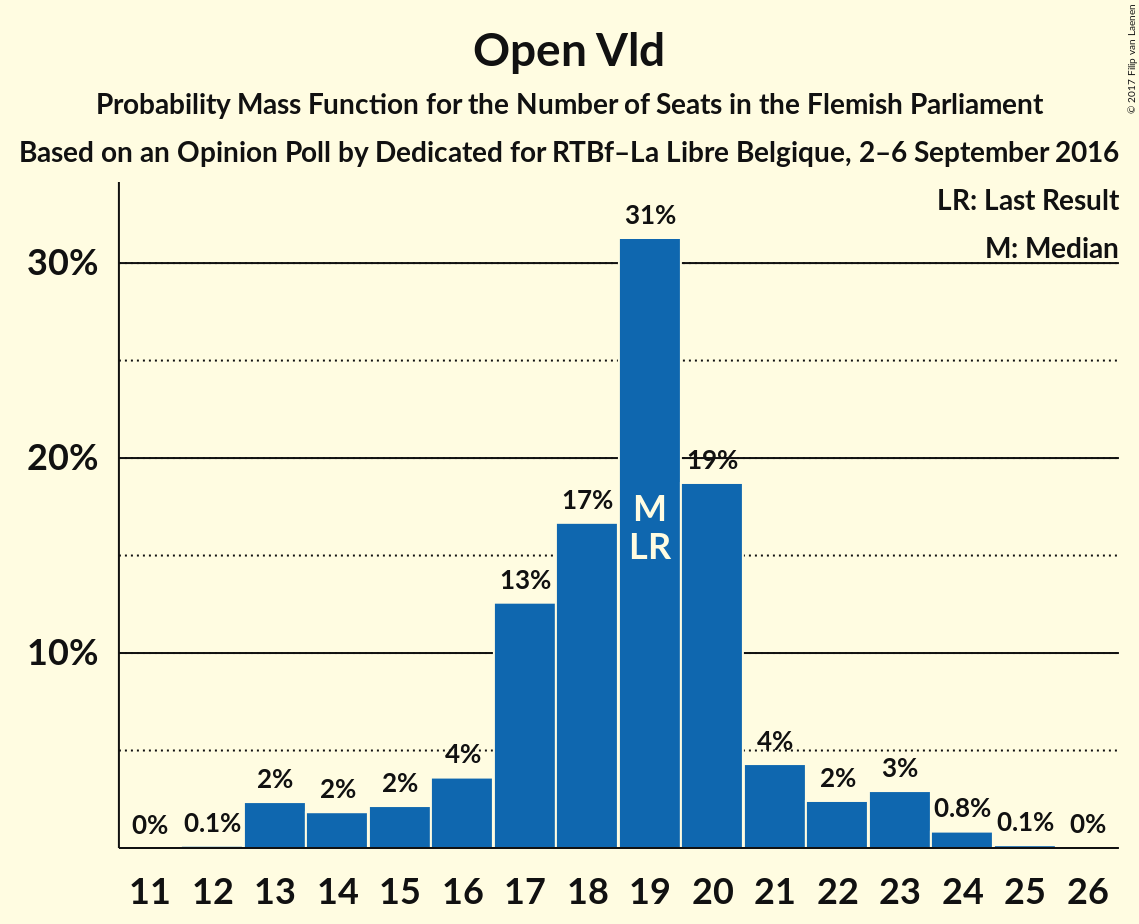 Open Vld
Probability Mass Function for the Number of Seats in the Flemish Parliament
Based on an Opinion Poll by Dedicated for RTBf–La Libre Belgique, 2–6 September 2016
© 2017 Filip van Laenen
LR: Last Result
M: Median
30%
20%
10%
0%
0.1%
2%
2%
2%
4%
13%
17%
31%
19%
4%
2%
3%
0.8%
0.1%
0%
M
LR
11 12 13 14 15 16 17 18 19 20 21 22 23 24 25 26